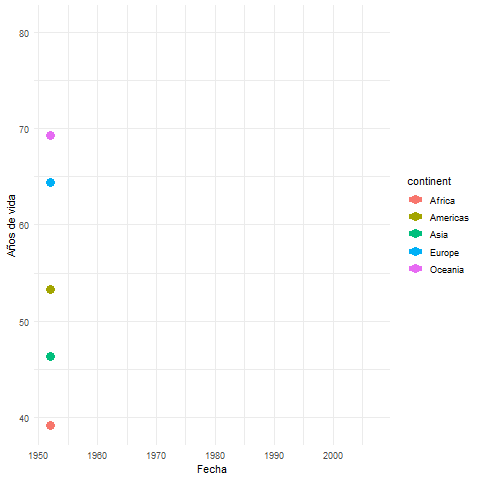 80
70
60
50
40
Años de vida
1950 1960 1970 1980 1990 2000
Fecha
continent
Africa
Americas
Asia
Europe
Oceania